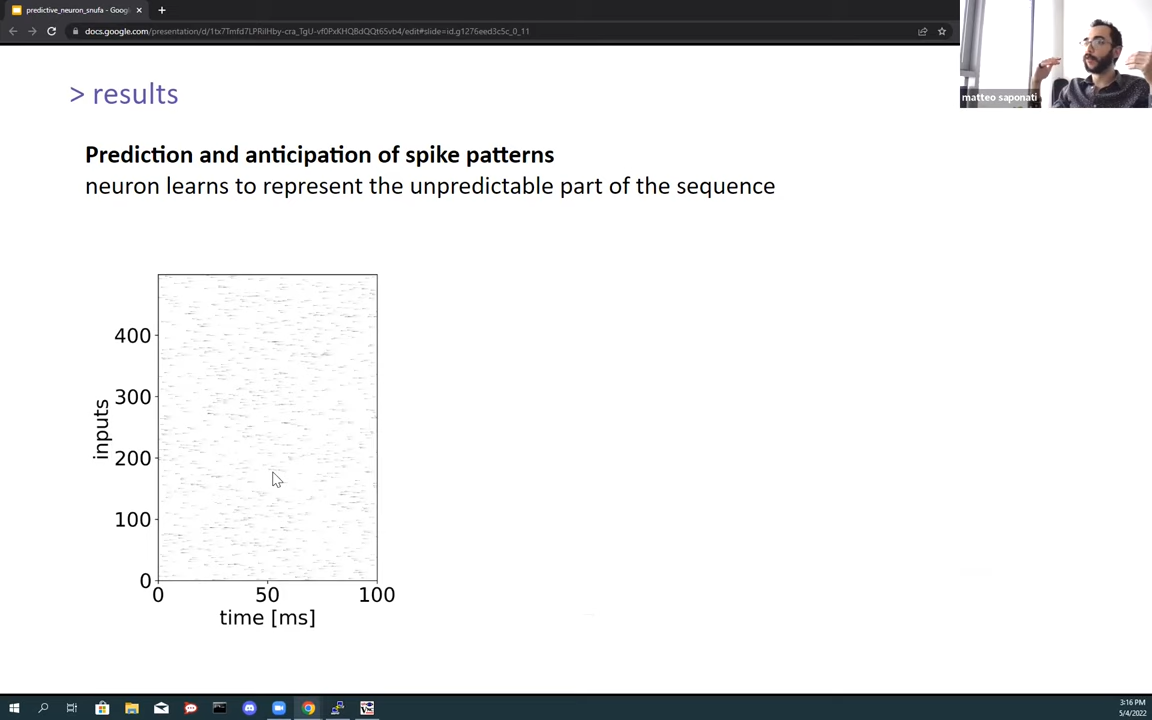 predictive_neuron_snufa - Googl
docs.google.com/presentation/d/1tx7Tmfd7LPRilHby-cra_TgU-vf0PxKHQBdQQt65vb4/edit#slide=id.g1276eed3c5c_0_11
matteo saponati
> results
Prediction and anticipation of spike patterns
neuron learns to represent the unpredictable part of the sequence
400
300
inputs
200
100
0
0 50 100
time [ms]
3:16 PM
5/4/2022